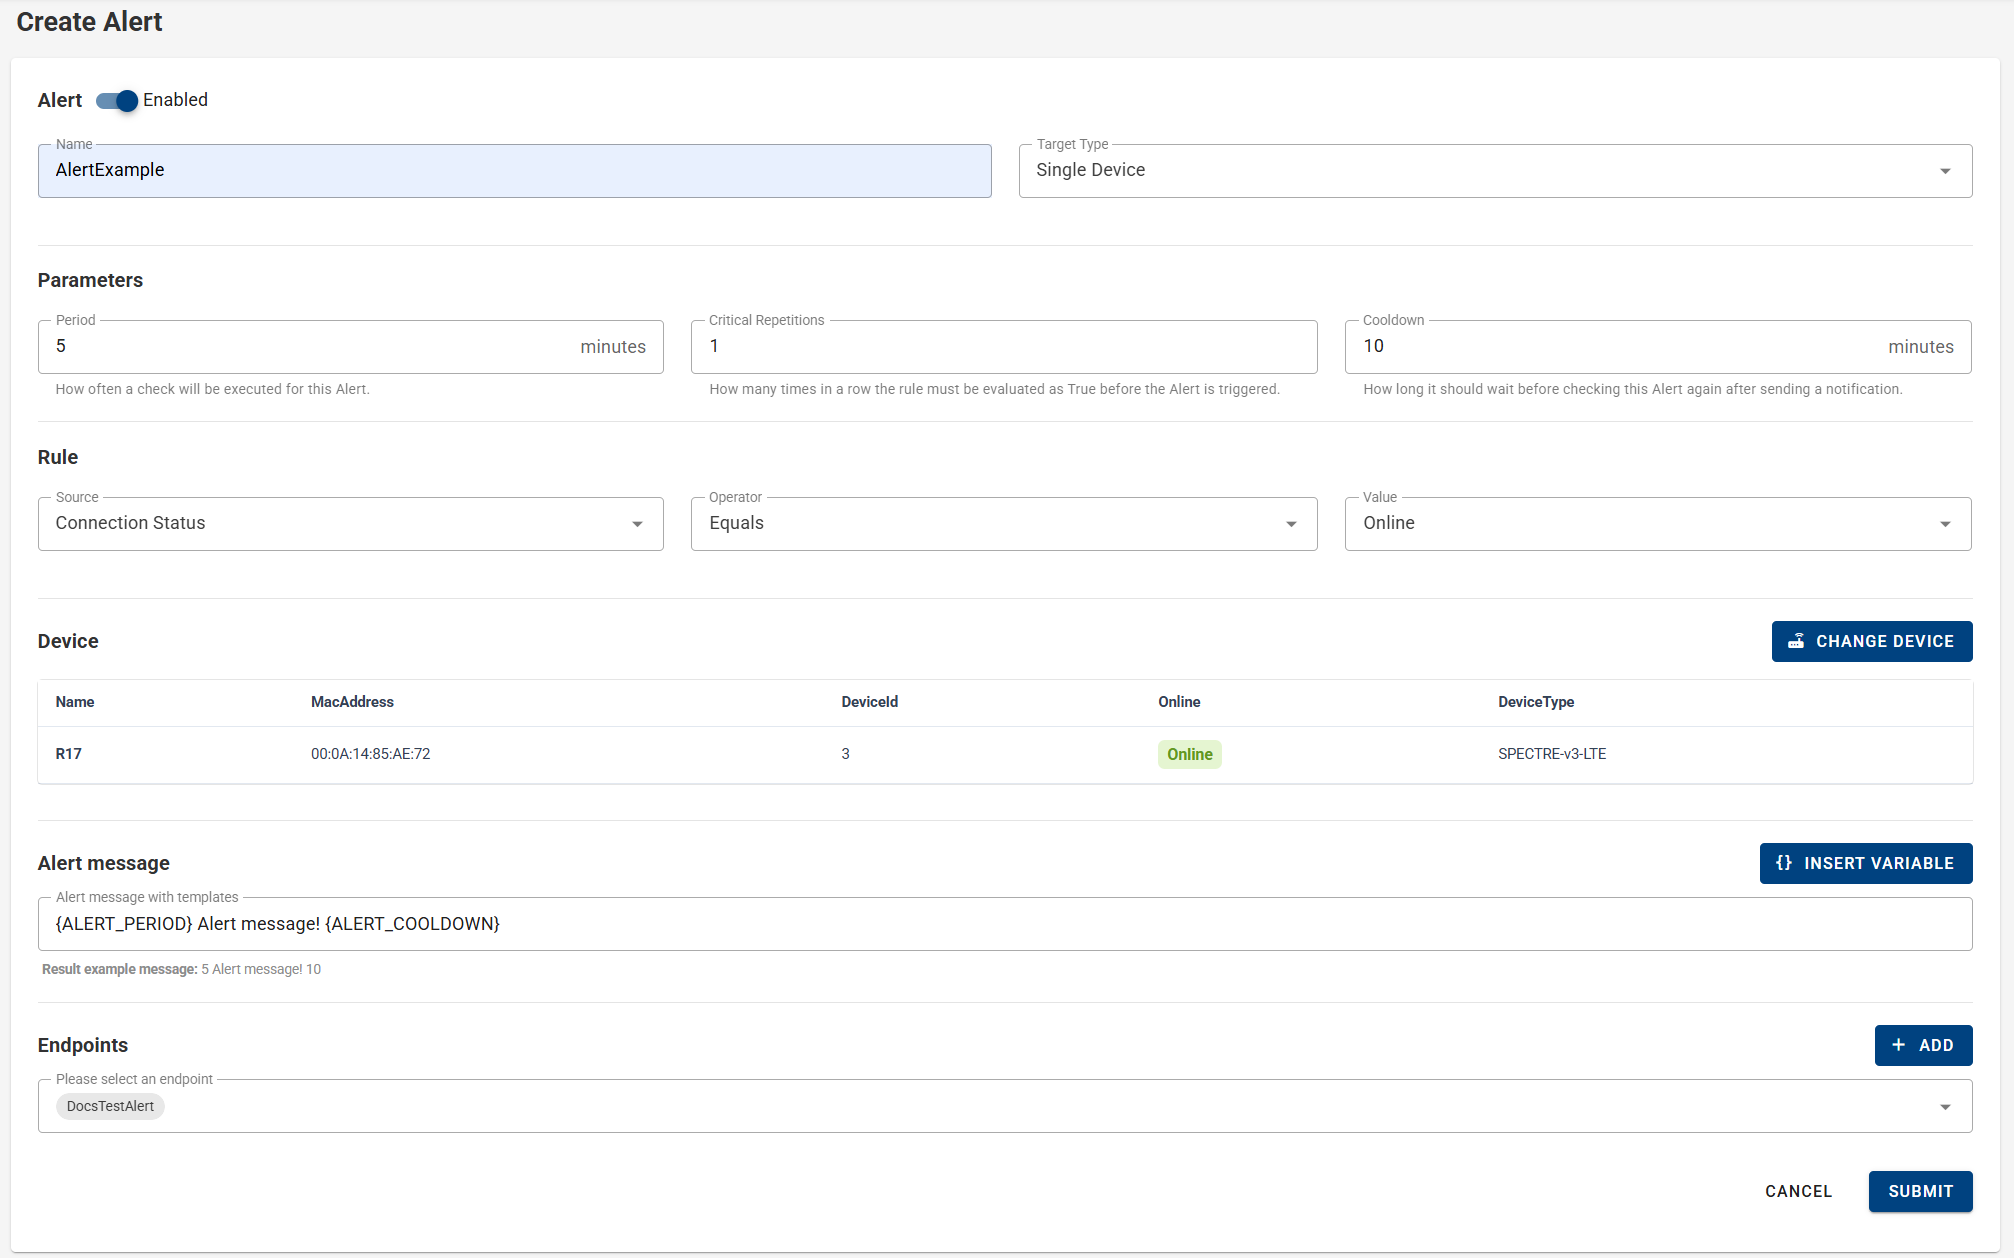 Create Alert
Alert Enabled
Name
AlertExample
Target Type
Single Device
Parameters
Period
5 minutes
How often a check will be executed for this Alert.
Critical Repetitions
1
How many times in a row the rule must be evaluated as True before the Alert is triggered.
Cooldown
10 minutes
How long it should wait before checking this Alert again after sending a notification.
Rule
Source
Connection Status
Operator
Equals
Value
Online
Device
CHANGE DEVICE
Name MacAddress DeviceId Online DeviceType
R17 00:0A:14:85:AE:72 3 Online SPECTRE-v3-LTE
Alert message
{} INSERT VARIABLE
Alert message with templates
{ALERT_PERIOD} Alert message! {ALERT_COOLDOWN}
Result example message: 5 Alert message! 10
Endpoints
+ ADD
Please select an endpoint
DocsTestAlert
CANCEL SUBMIT